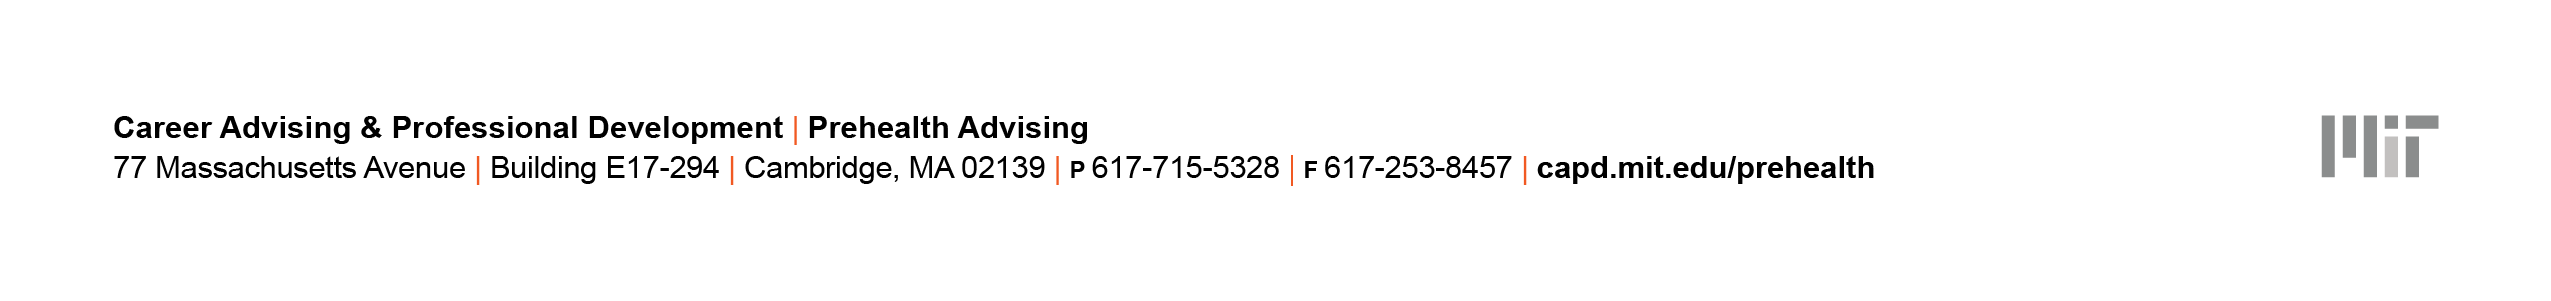 Career Advising & Professional Development | Prehealth Advising
77 Massachusetts Avenue | Building E17-294 | Cambridge, MA 02139 | P 617-715-5328 | F 617-253-8457 | capd.mit.edu/prehealth
MIT